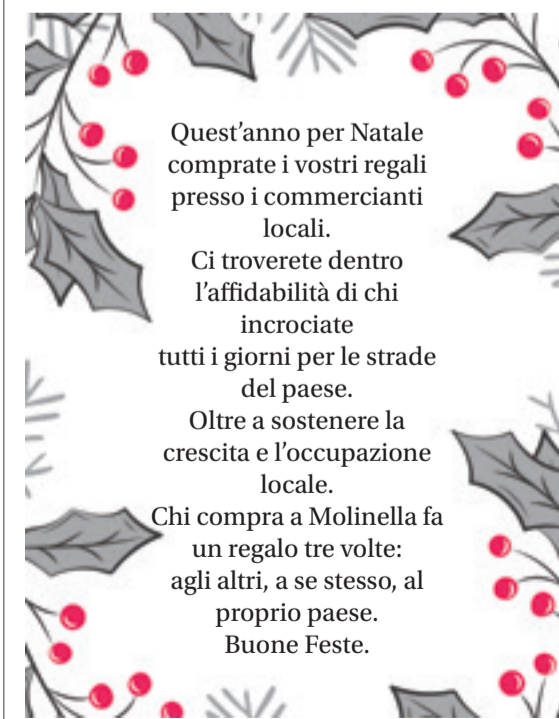 Quest’anno per Natale
comprate i vostri regali
presso i commercianti
locali.
Ci troverete dentro
l’affidabilità di chi
incrociate
tutti i giorni per le strade
del paese.
Oltre a sostenere la
crescita e l’occupazione
locale.
Chi compra a Molinella fa
un regalo tre volte:
agli altri, a se stesso, al
proprio paese.
Buone Feste.